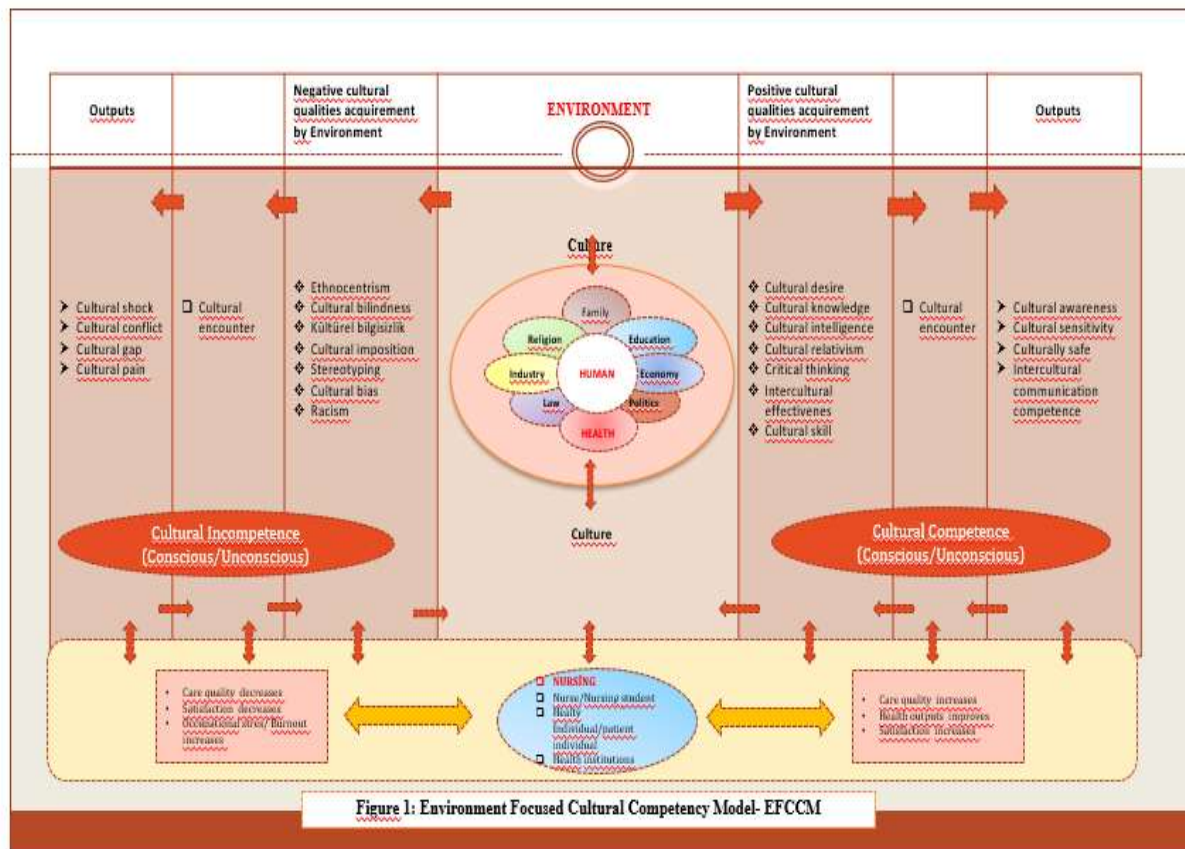 Outputs
Negative cultural
qualities acquirement
by Environment
ENVIRONMENT
Positive cultural
qualities acquirement
by Environment
Outputs
Cultural shock
Cultural conflict
Cultural gap
Cultural pain
Cultural
encounter
Ethnocentrism
Cultural bilindness
Kültürel bilgisizlik
Cultural imposition
Stereotyping
Cultural bias
Racism
Culture
Family
Religion
Education
Industry
HUMAN
Economy
Law
Politics
HEALTH
Culture
Cultural desire
Cultural knowledge
Cultural intelligence
Cultural relativism
Critical thinking
Intercultural
effectivenes
Cultural skill
Cultural
encounter
Cultural awareness
Cultural sensitivity
Culturally safe
Intercultural
communication
competence
Cultural Incompetence
(Conscious/Unconscious)
Cultural Competence
(Conscious/Unconscious)
Care quality decreases
Satisfaction decreases
Occupational stres/ Burnout
increases
NURSİNG
Nurse/Nursing student
Healty
Individual/patient
individual
Health institutions
Care quality increases
Health outputs improves
Satisfaction increases
Figure 1: Environment Focused Cultural Competency Model- EFCCM